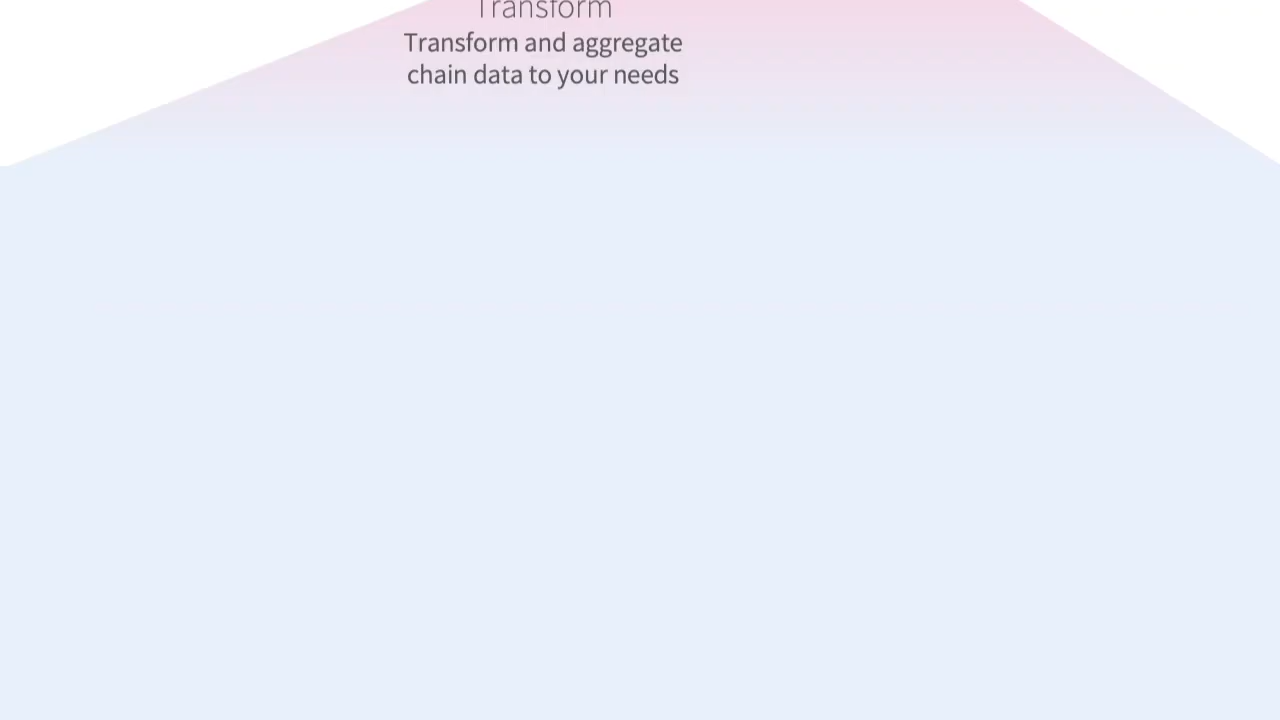 Transform
Transform and aggregate
chain data to your needs